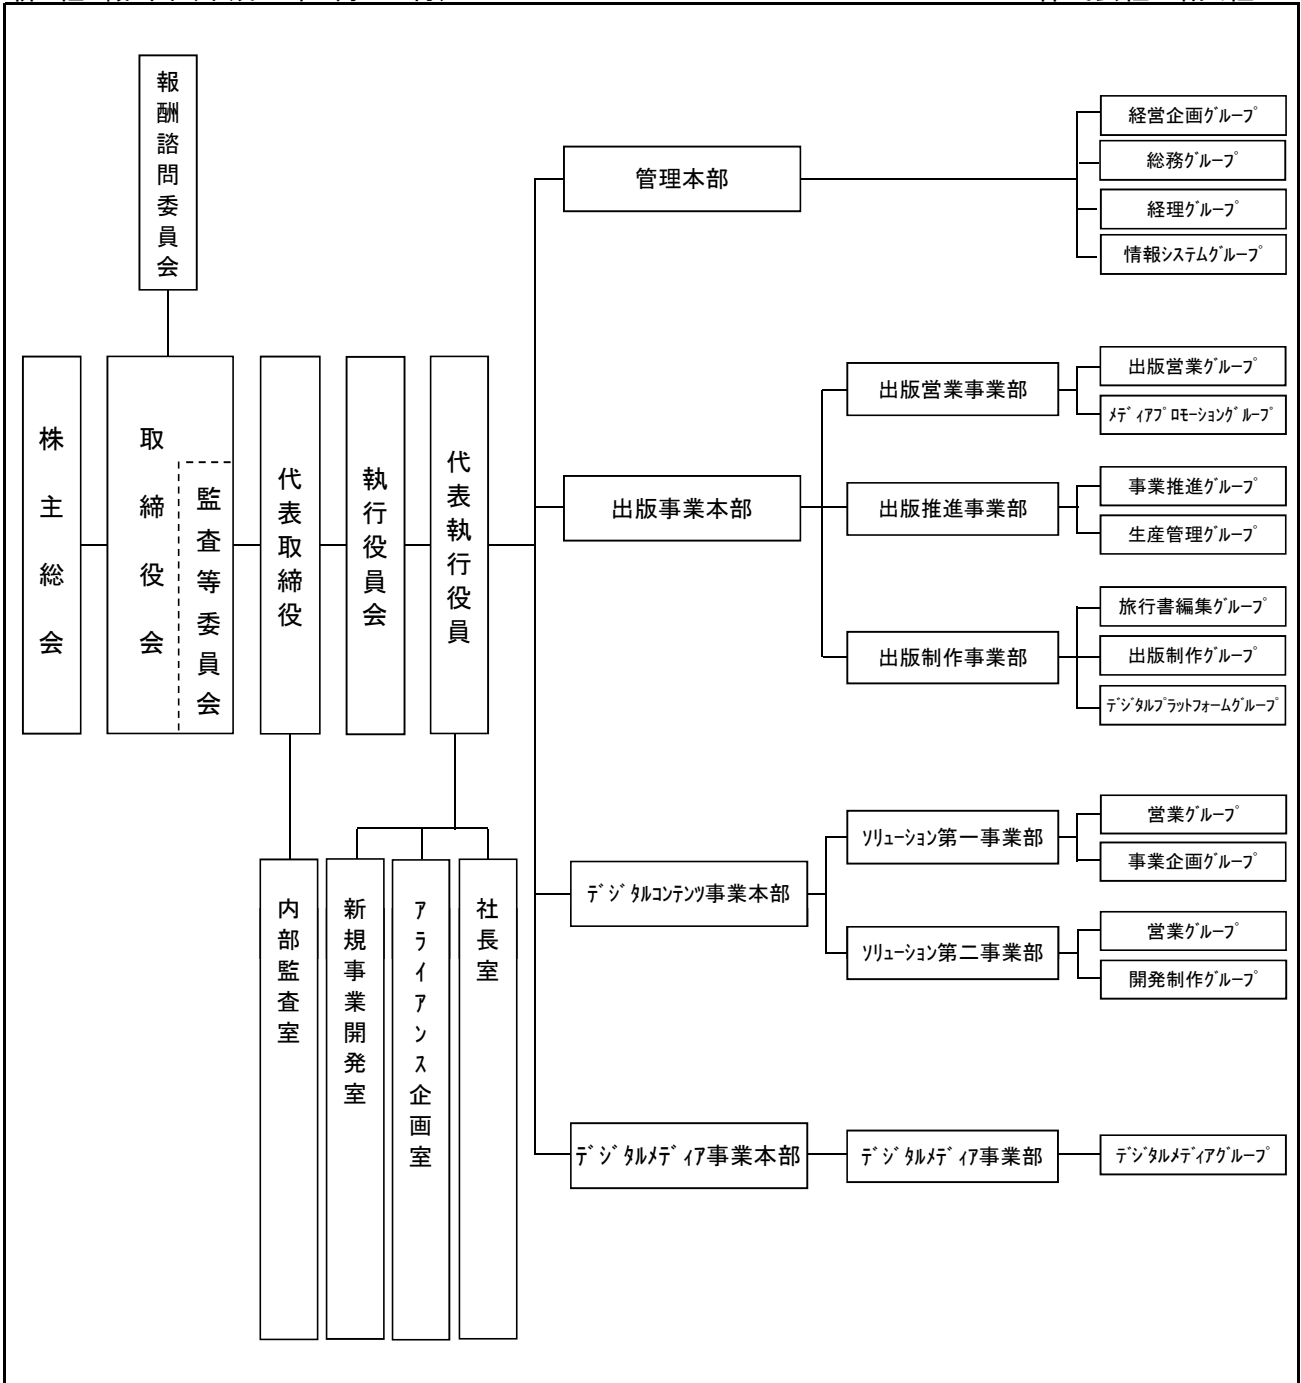 報酬諮問委員会
株主総会
取締役会
監査等委員会
代表取締役
執行役員会
代表執行役員
内部監査室
新規事業開発室
アライアンス企画室
社長室
管理本部
経営企画ｸﾞﾙｰﾌﾟ
総務ｸﾞﾙｰﾌﾟ
経理ｸﾞﾙｰﾌﾟ
情報ｼｽﾃﾑｸﾞﾙｰﾌﾟ
出版事業本部
出版営業事業部
出版営業ｸﾞﾙｰﾌﾟ
ﾒﾃﾞｨｱﾌﾟﾛﾓｰｼｮﾝｸﾞﾙｰﾌﾟ
出版推進事業部
事業推進ｸﾞﾙｰﾌﾟ
生産管理ｸﾞﾙｰﾌﾟ
出版制作事業部
旅行書編集ｸﾞﾙｰﾌﾟ
出版制作ｸﾞﾙｰﾌﾟ
ﾃﾞｼﾞﾀﾙﾌﾟﾗｯﾄﾌｫｰﾑｸﾞﾙｰﾌﾟ
ﾃﾞｼﾞﾀﾙｺﾝﾃﾝﾂ事業本部
ｿﾘｭｰｼｮﾝ第一事業部
営業ｸﾞﾙｰﾌﾟ
事業企画ｸﾞﾙｰﾌﾟ
ｿﾘｭｰｼｮﾝ第二事業部
営業ｸﾞﾙｰﾌﾟ
開発制作ｸﾞﾙｰﾌﾟ
ﾃﾞｼﾞﾀﾙﾒﾃﾞｨｱ事業本部
ﾃﾞｼﾞﾀﾙﾒﾃﾞｨｱ事業部
ﾃﾞｼﾞﾀﾙﾒﾃﾞｨｱｸﾞﾙｰﾌﾟ